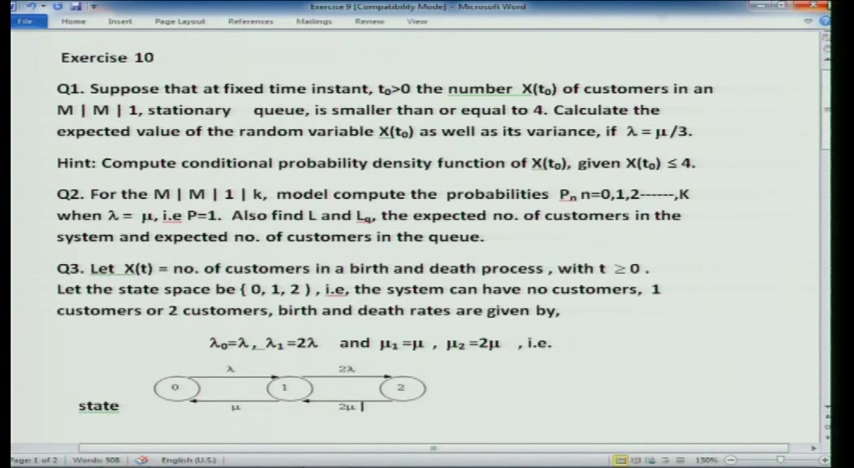 Exercise 9 [Compatibility Mode] - Microsoft Word
File Home Insert Page Layout References Mailings Review View
Exercise 10
Q1. Suppose that at fixed time instant, t₀>0 the number X(t₀) of customers in an
M | M | 1, stationary queue, is smaller than or equal to 4. Calculate the
expected value of the random variable X(t₀) as well as its variance, if λ = μ /3.
Hint: Compute conditional probability density function of X(t₀), given X(t₀) ≤ 4.
Q2. For the M | M | 1 | k, model compute the probabilities Pₙ n=0,1,2------,K
when λ = μ, i.e P=1. Also find L and L_q, the expected no. of customers in the
system and expected no. of customers in the queue.
Q3. Let X(t) = no. of customers in a birth and death process , with t ≥ 0 .
Let the state space be { 0, 1, 2 } , i.e, the system can have no customers, 1
customers or 2 customers, birth and death rates are given by,
λ₀=λ, λ₁ =2λ and μ₁ =μ , μ₂ =2μ , i.e.
λ 2λ
0 1 2
state μ 2μ
Page: 1 of 2 Words: 508 English (U.S.) 130%